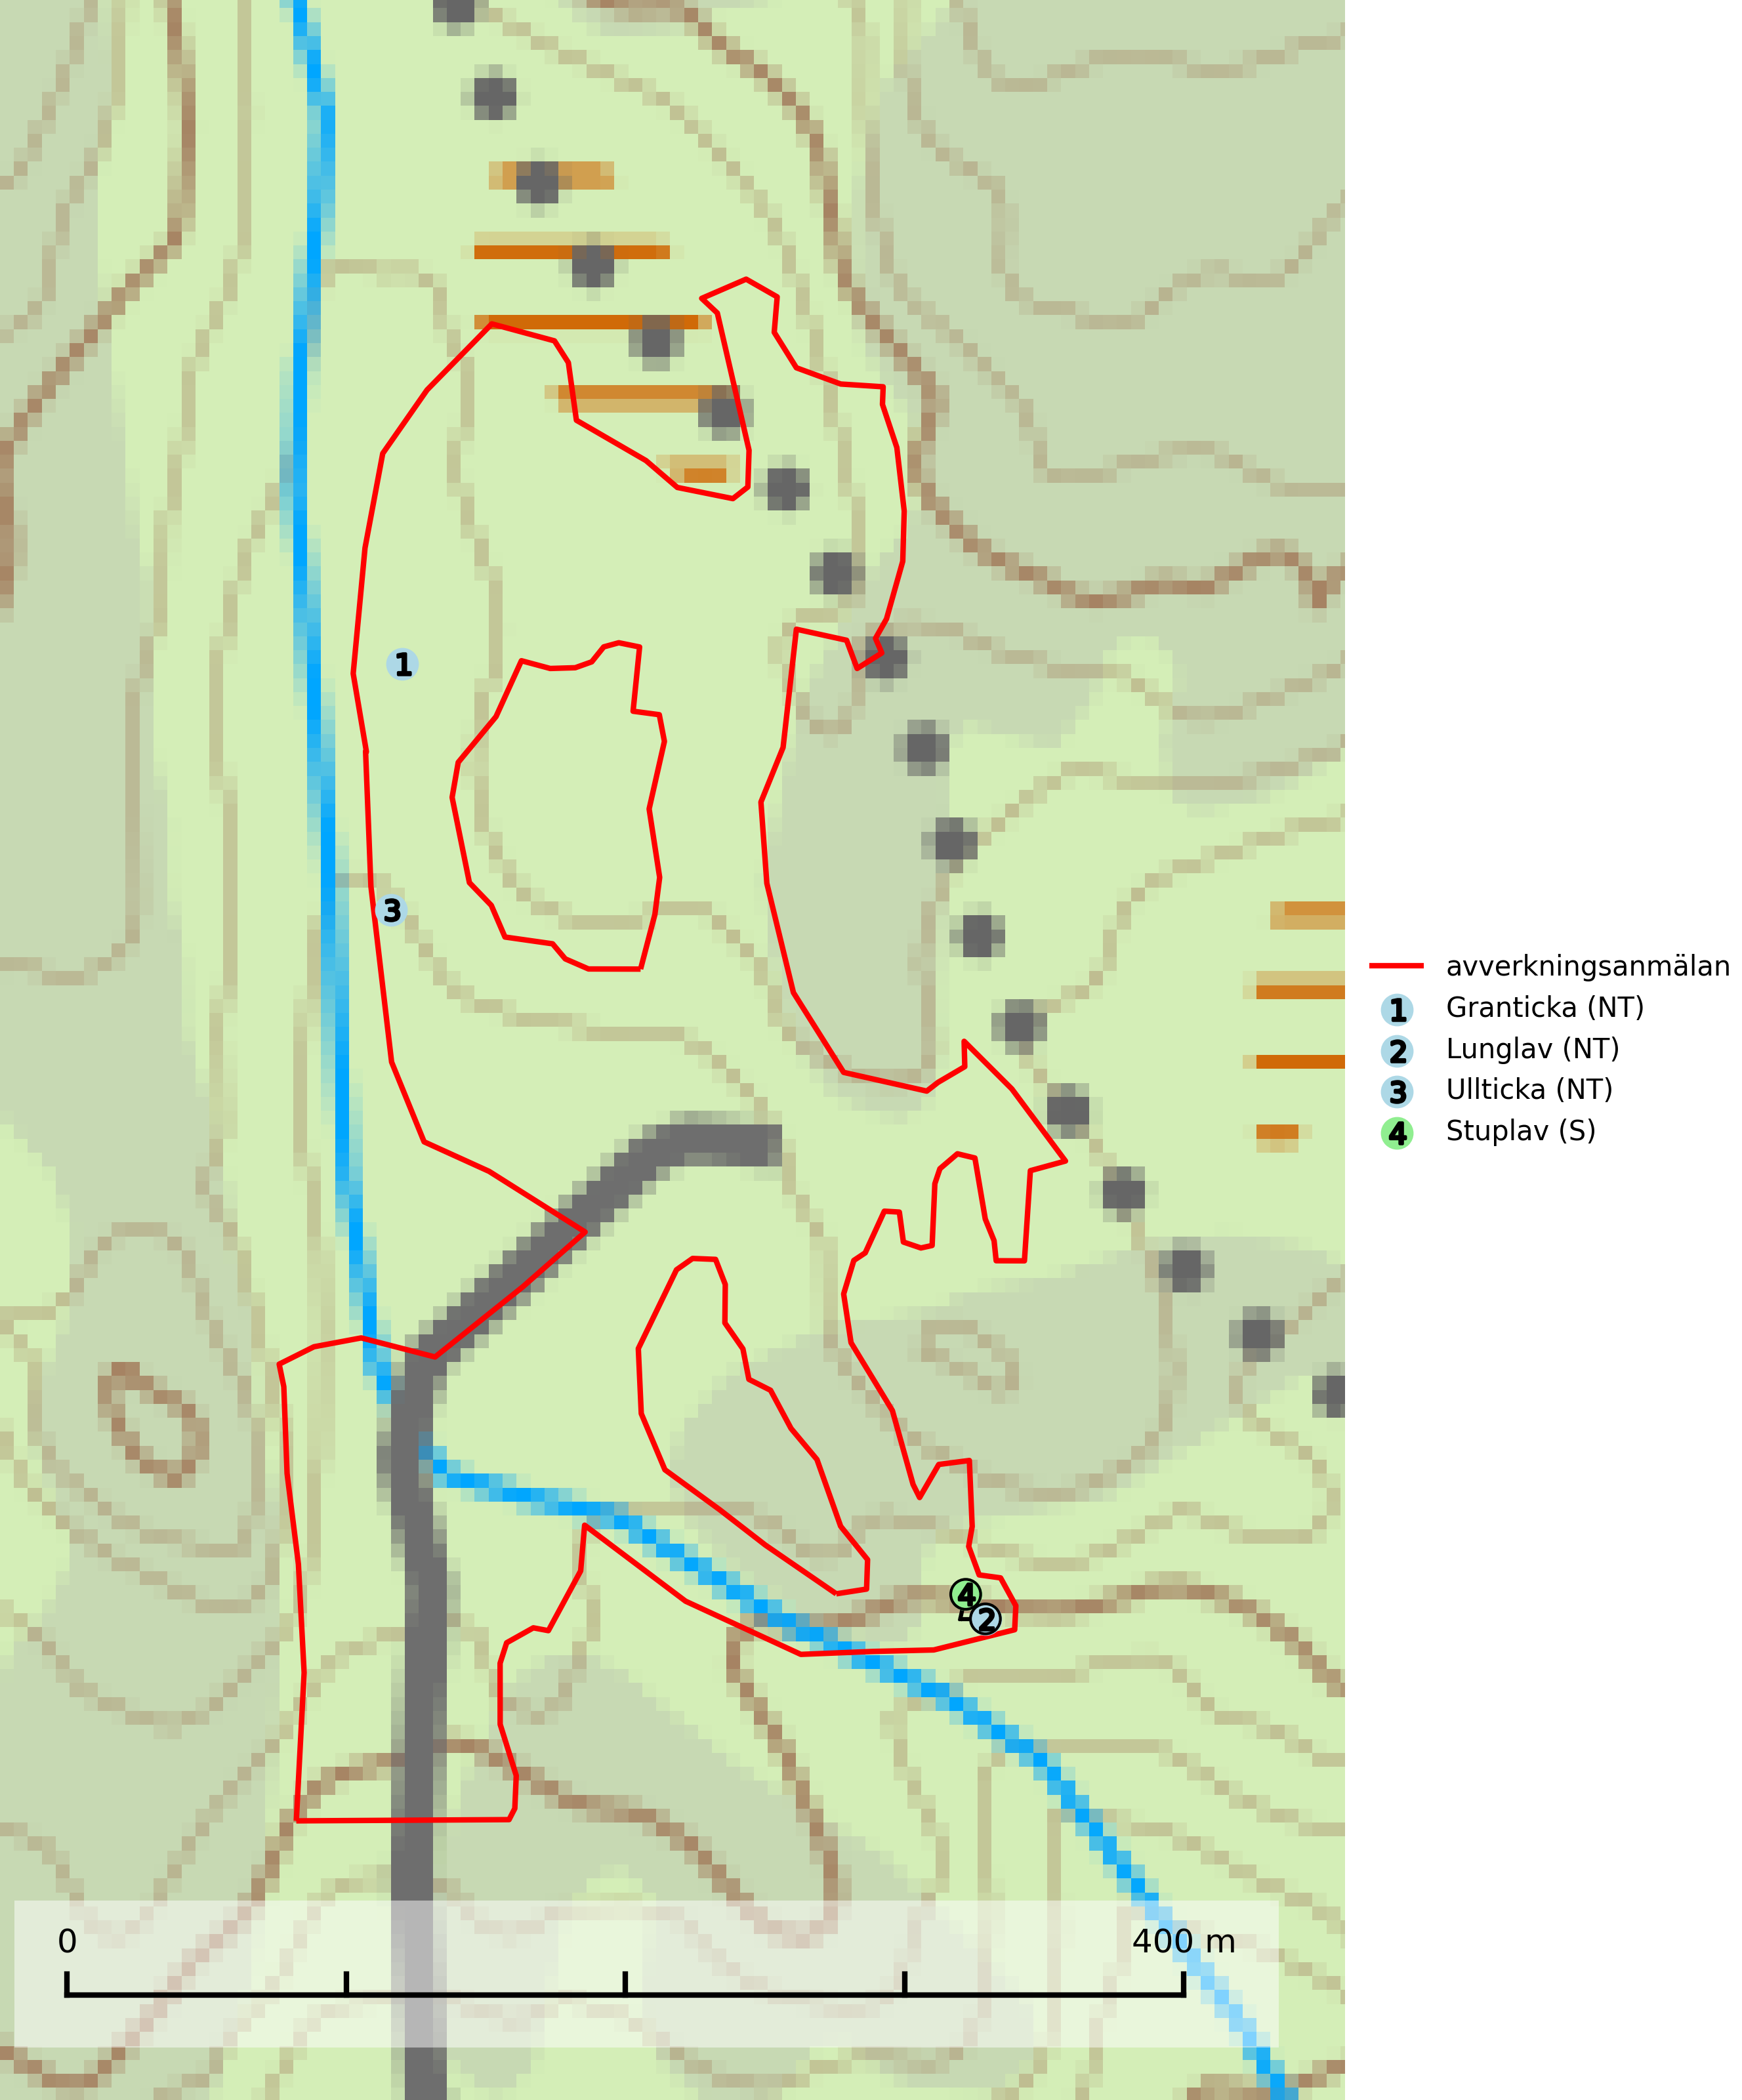 1
3
4
2
0
400 m
avverkningsanmälan
1 Granticka (NT)
2 Lunglav (NT)
3 Ullticka (NT)
4 Stuplav (S)